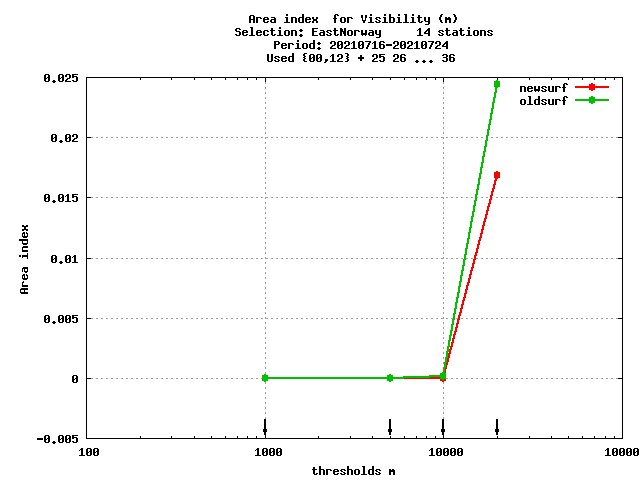 Area index  for Visibility (m)
Selection: EastNorway     14 stations
Period: 20210716-20210724
Used {00,12} + 25 26 ... 36
newsurf
oldsurf
0.025
0.02
0.015
0.01
0.005
0
-0.005
Area index
100 1000 10000 100000
thresholds m